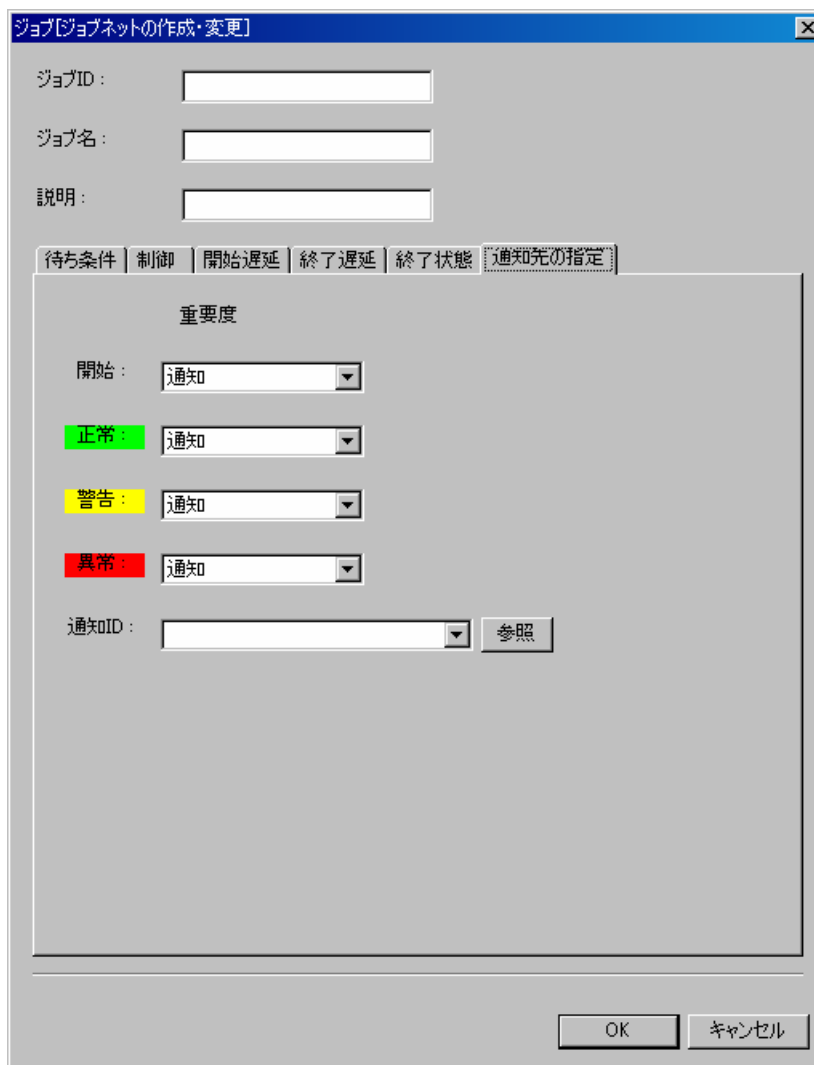 ジョブ[ジョブネットの作成・変更]
ジョブID：
ジョブ名：
説明：
待ち条件 制御 開始遅延 終了遅延 終了状態 通知先の指定
重要度
開始： 通知
正常： 通知
警告： 通知
異常： 通知
通知ID： 参照
OK キャンセル